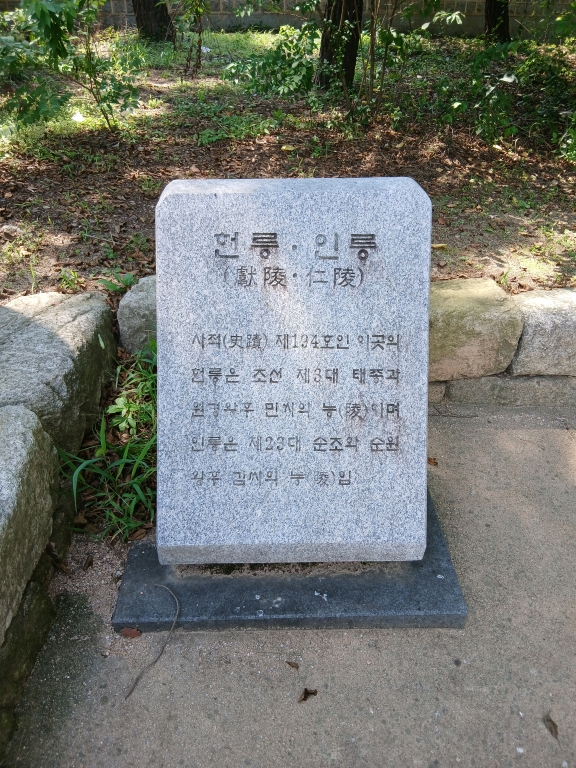 헌릉·인릉
(獻陵·仁陵)
사적(史蹟) 제194호인 이곳의
헌릉은 조선 제3대 태종과
원경왕후 민씨의 능(陵)이며
인릉은 제23대 순조와 순원
왕후 김씨의 능(陵)임